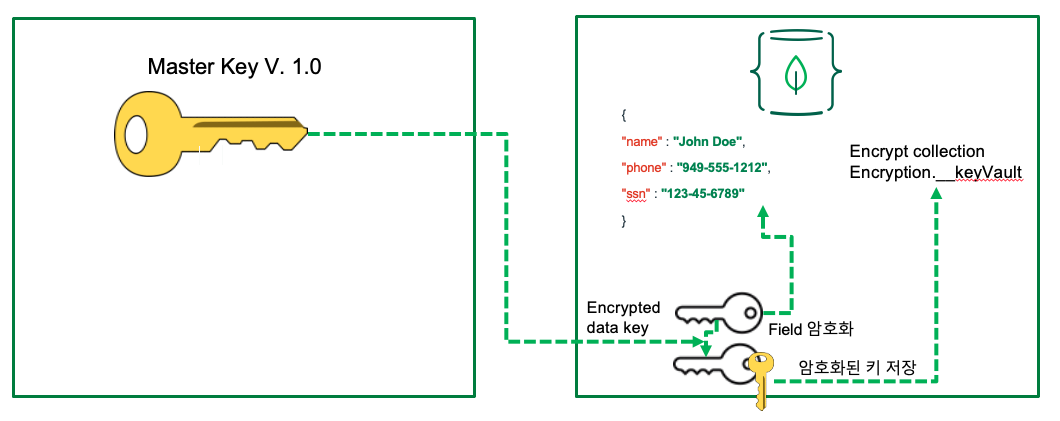 Master Key V. 1.0
{
"name" : "John Doe",
"phone" : "949-555-1212",
"ssn" : "123-45-6789"
}
Encrypt collection
Encryption.__keyVault
Encrypted
data key
Field 암호화
암호화된 키 저장